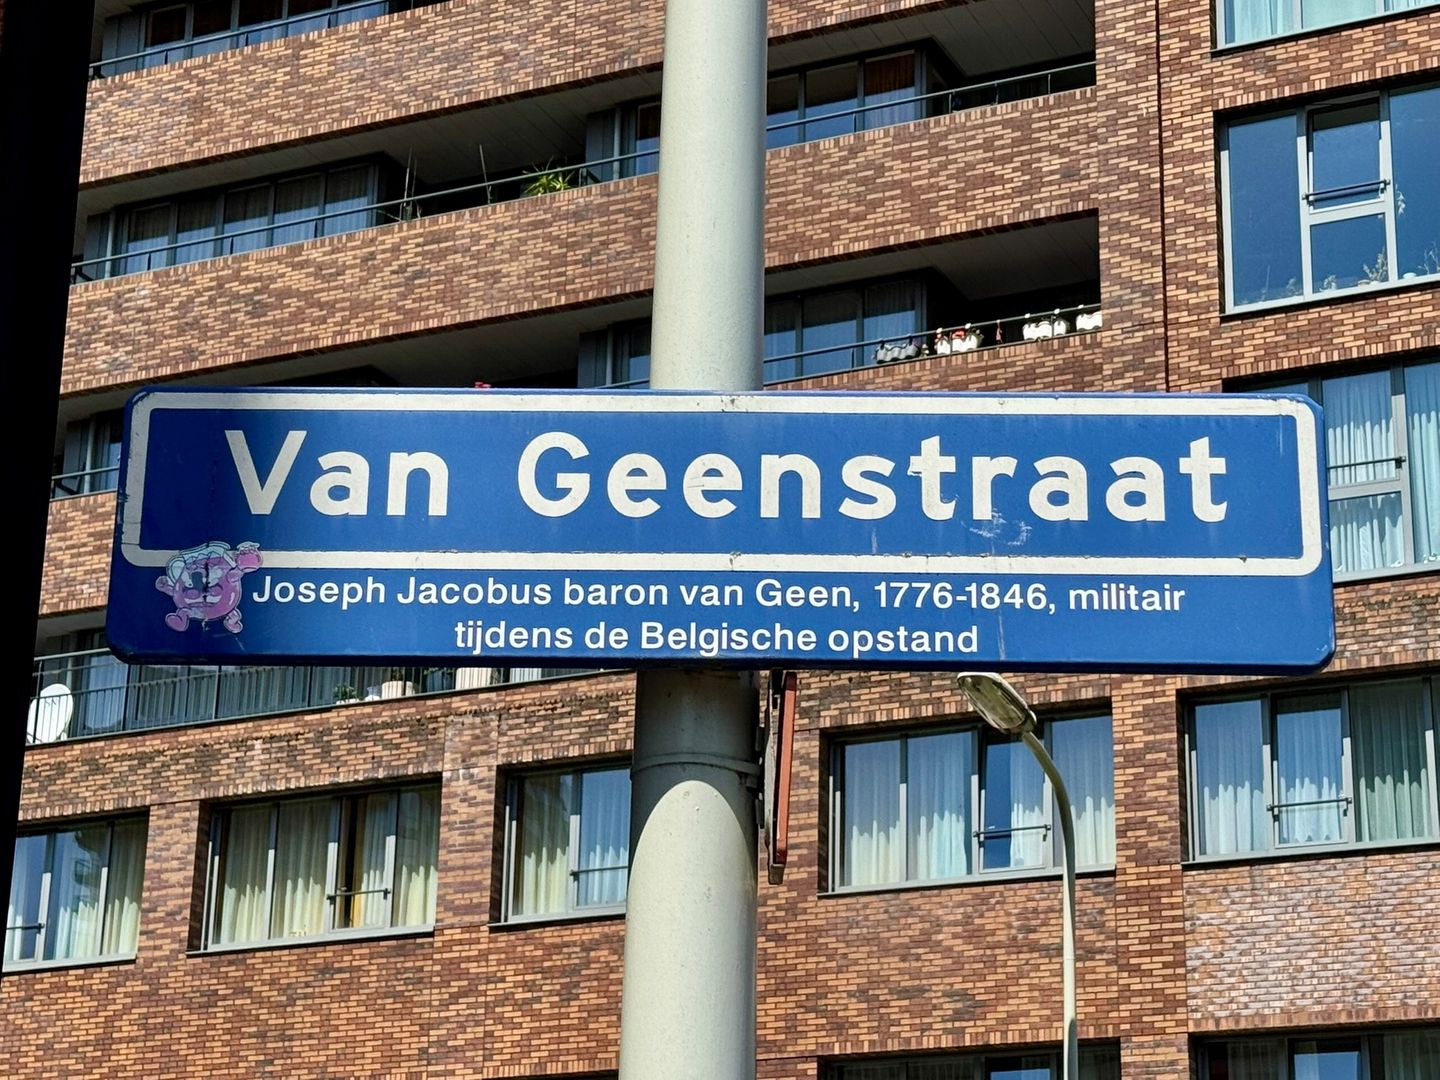 Van Geenstraat
Joseph Jacobus baron van Geen, 1776-1846, militair
tijdens de Belgische opstand